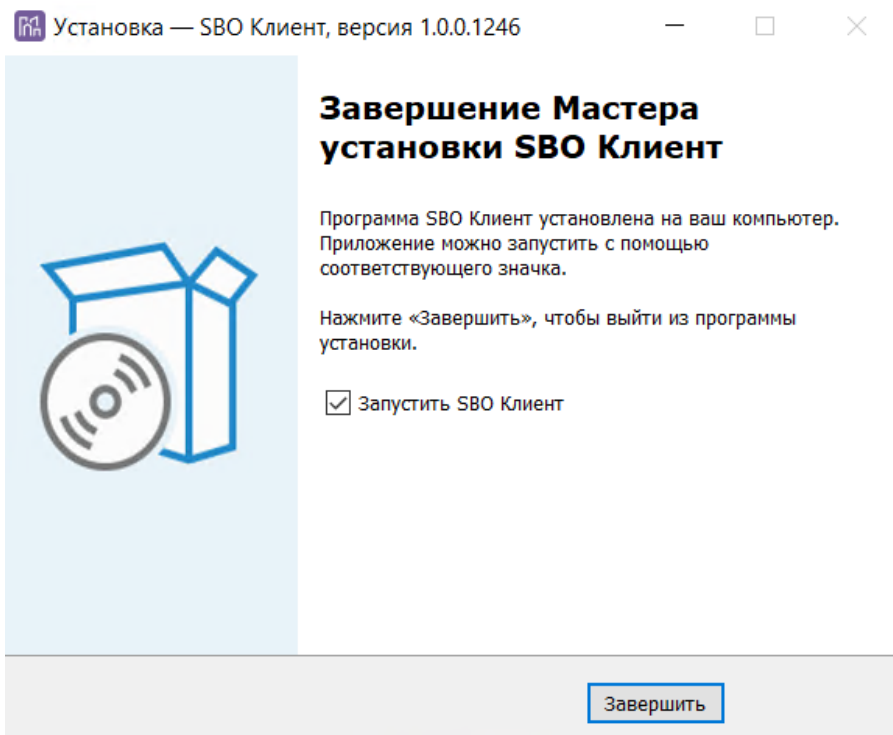 Установка — SBO Клиент, версия 1.0.0.1246
Завершение Мастера
установки SBO Клиент
Программа SBO Клиент установлена на ваш компьютер.
Приложение можно запустить с помощью
соответствующего значка.
Нажмите «Завершить», чтобы выйти из программы
установки.
Запустить SBO Клиент
Завершить